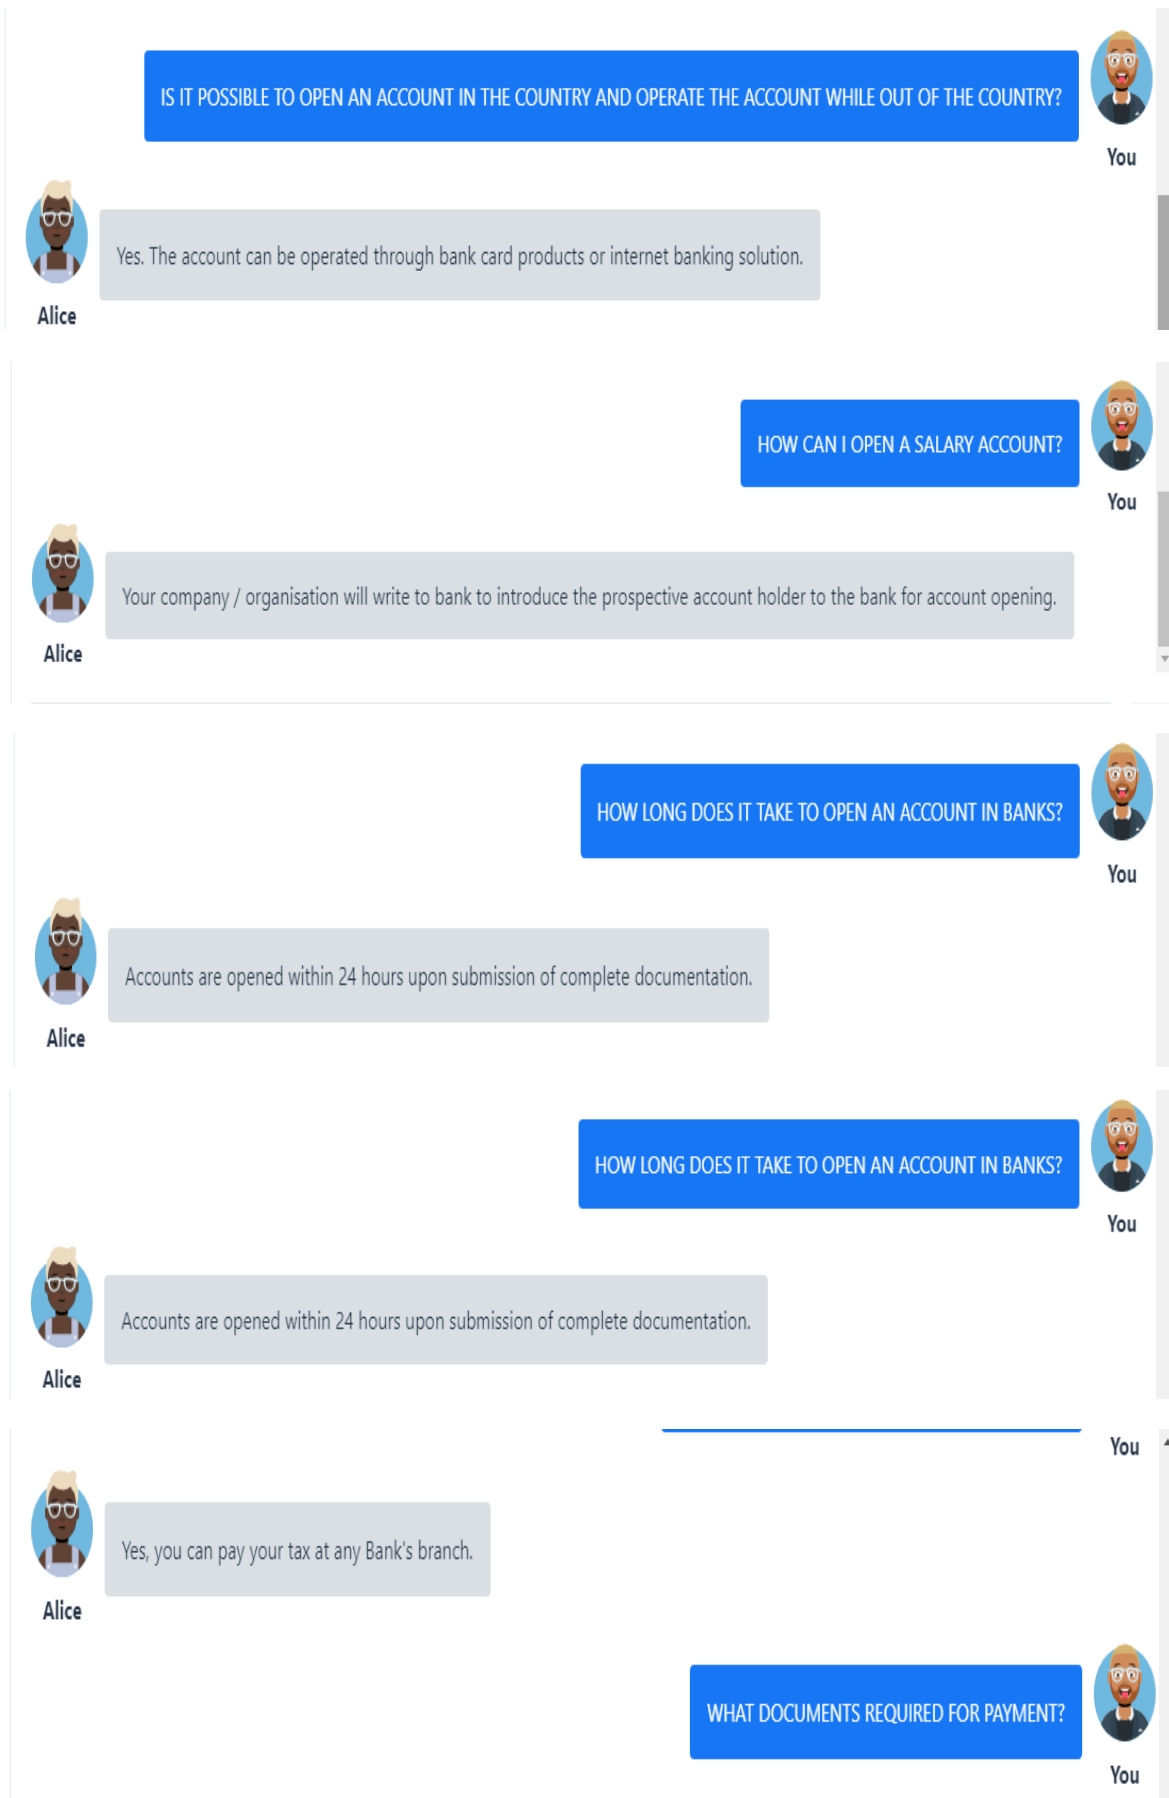 IS IT POSSIBLE TO OPEN AN ACCOUNT IN THE COUNTRY AND OPERATE THE ACCOUNT WHILE OUT OF THE COUNTRY?
You
Yes. The account can be operated through bank card products or internet banking solution.
Alice
HOW CAN I OPEN A SALARY ACCOUNT?
You
Your company / organisation will write to bank to introduce the prospective account holder to the bank for account opening.
Alice
HOW LONG DOES IT TAKE TO OPEN AN ACCOUNT IN BANKS?
You
Accounts are opened within 24 hours upon submission of complete documentation.
Alice
HOW LONG DOES IT TAKE TO OPEN AN ACCOUNT IN BANKS?
You
Accounts are opened within 24 hours upon submission of complete documentation.
Alice
You
Yes, you can pay your tax at any Bank's branch.
Alice
WHAT DOCUMENTS REQUIRED FOR PAYMENT?
You